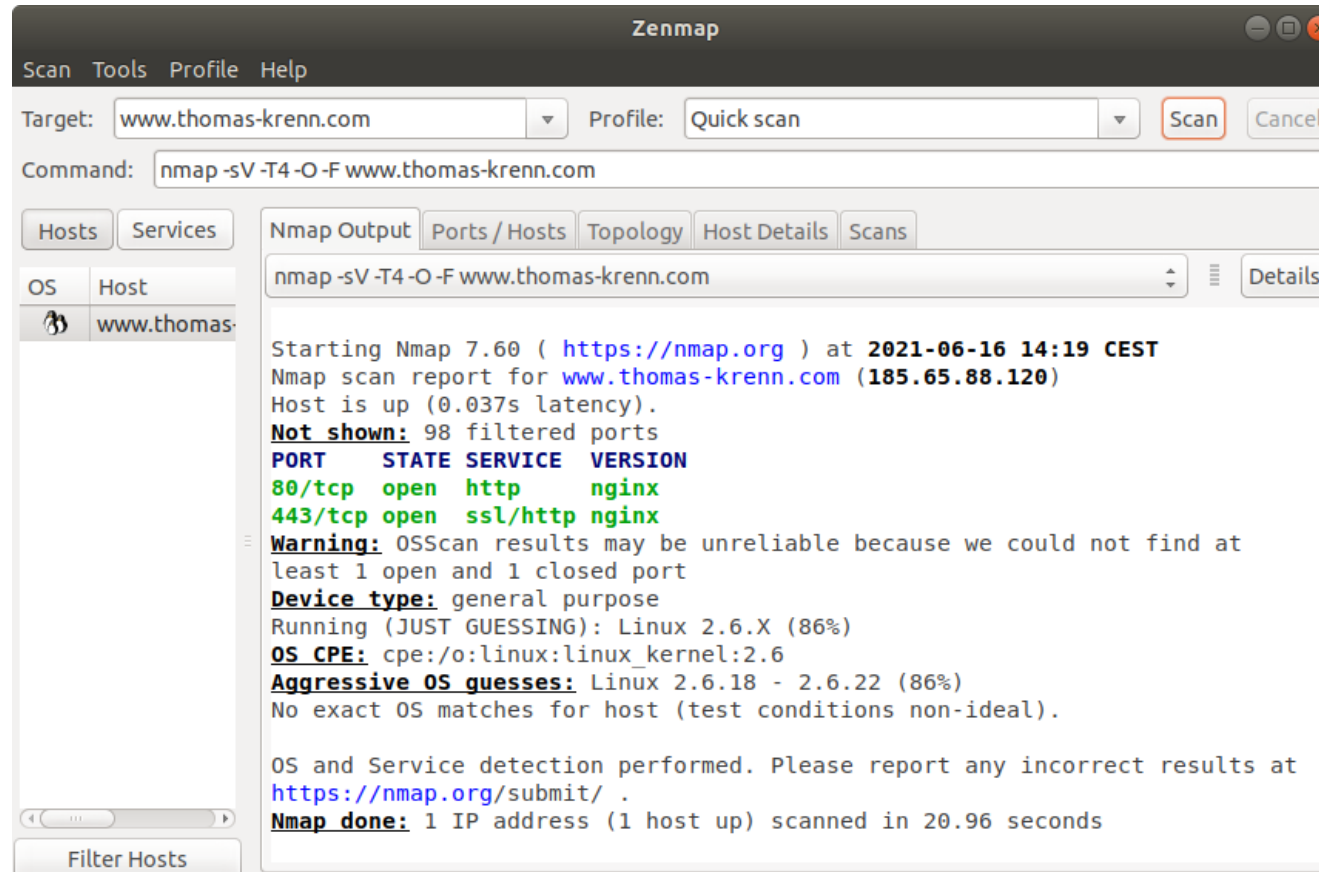 Zenmap
Scan Tools Profile Help
Target: www.thomas-krenn.com Profile: Quick scan Scan Cancel
Command: nmap -sV -T4 -O -F www.thomas-krenn.com
Hosts Services Nmap Output Ports / Hosts Topology Host Details Scans
nmap -sV -T4 -O -F www.thomas-krenn.com Details
OS Host
www.thomas-
Starting Nmap 7.60 ( https://nmap.org ) at 2021-06-16 14:19 CEST
Nmap scan report for www.thomas-krenn.com (185.65.88.120)
Host is up (0.037s latency).
Not shown: 98 filtered ports
PORT STATE SERVICE VERSION
80/tcp open http nginx
443/tcp open ssl/http nginx
Warning: OSScan results may be unreliable because we could not find at
least 1 open and 1 closed port
Device type: general purpose
Running (JUST GUESSING): Linux 2.6.X (86%)
OS CPE: cpe:/o:linux:linux_kernel:2.6
Aggressive OS guesses: Linux 2.6.18 - 2.6.22 (86%)
No exact OS matches for host (test conditions non-ideal).
OS and Service detection performed. Please report any incorrect results at
https://nmap.org/submit/ .
Nmap done: 1 IP address (1 host up) scanned in 20.96 seconds
Filter Hosts